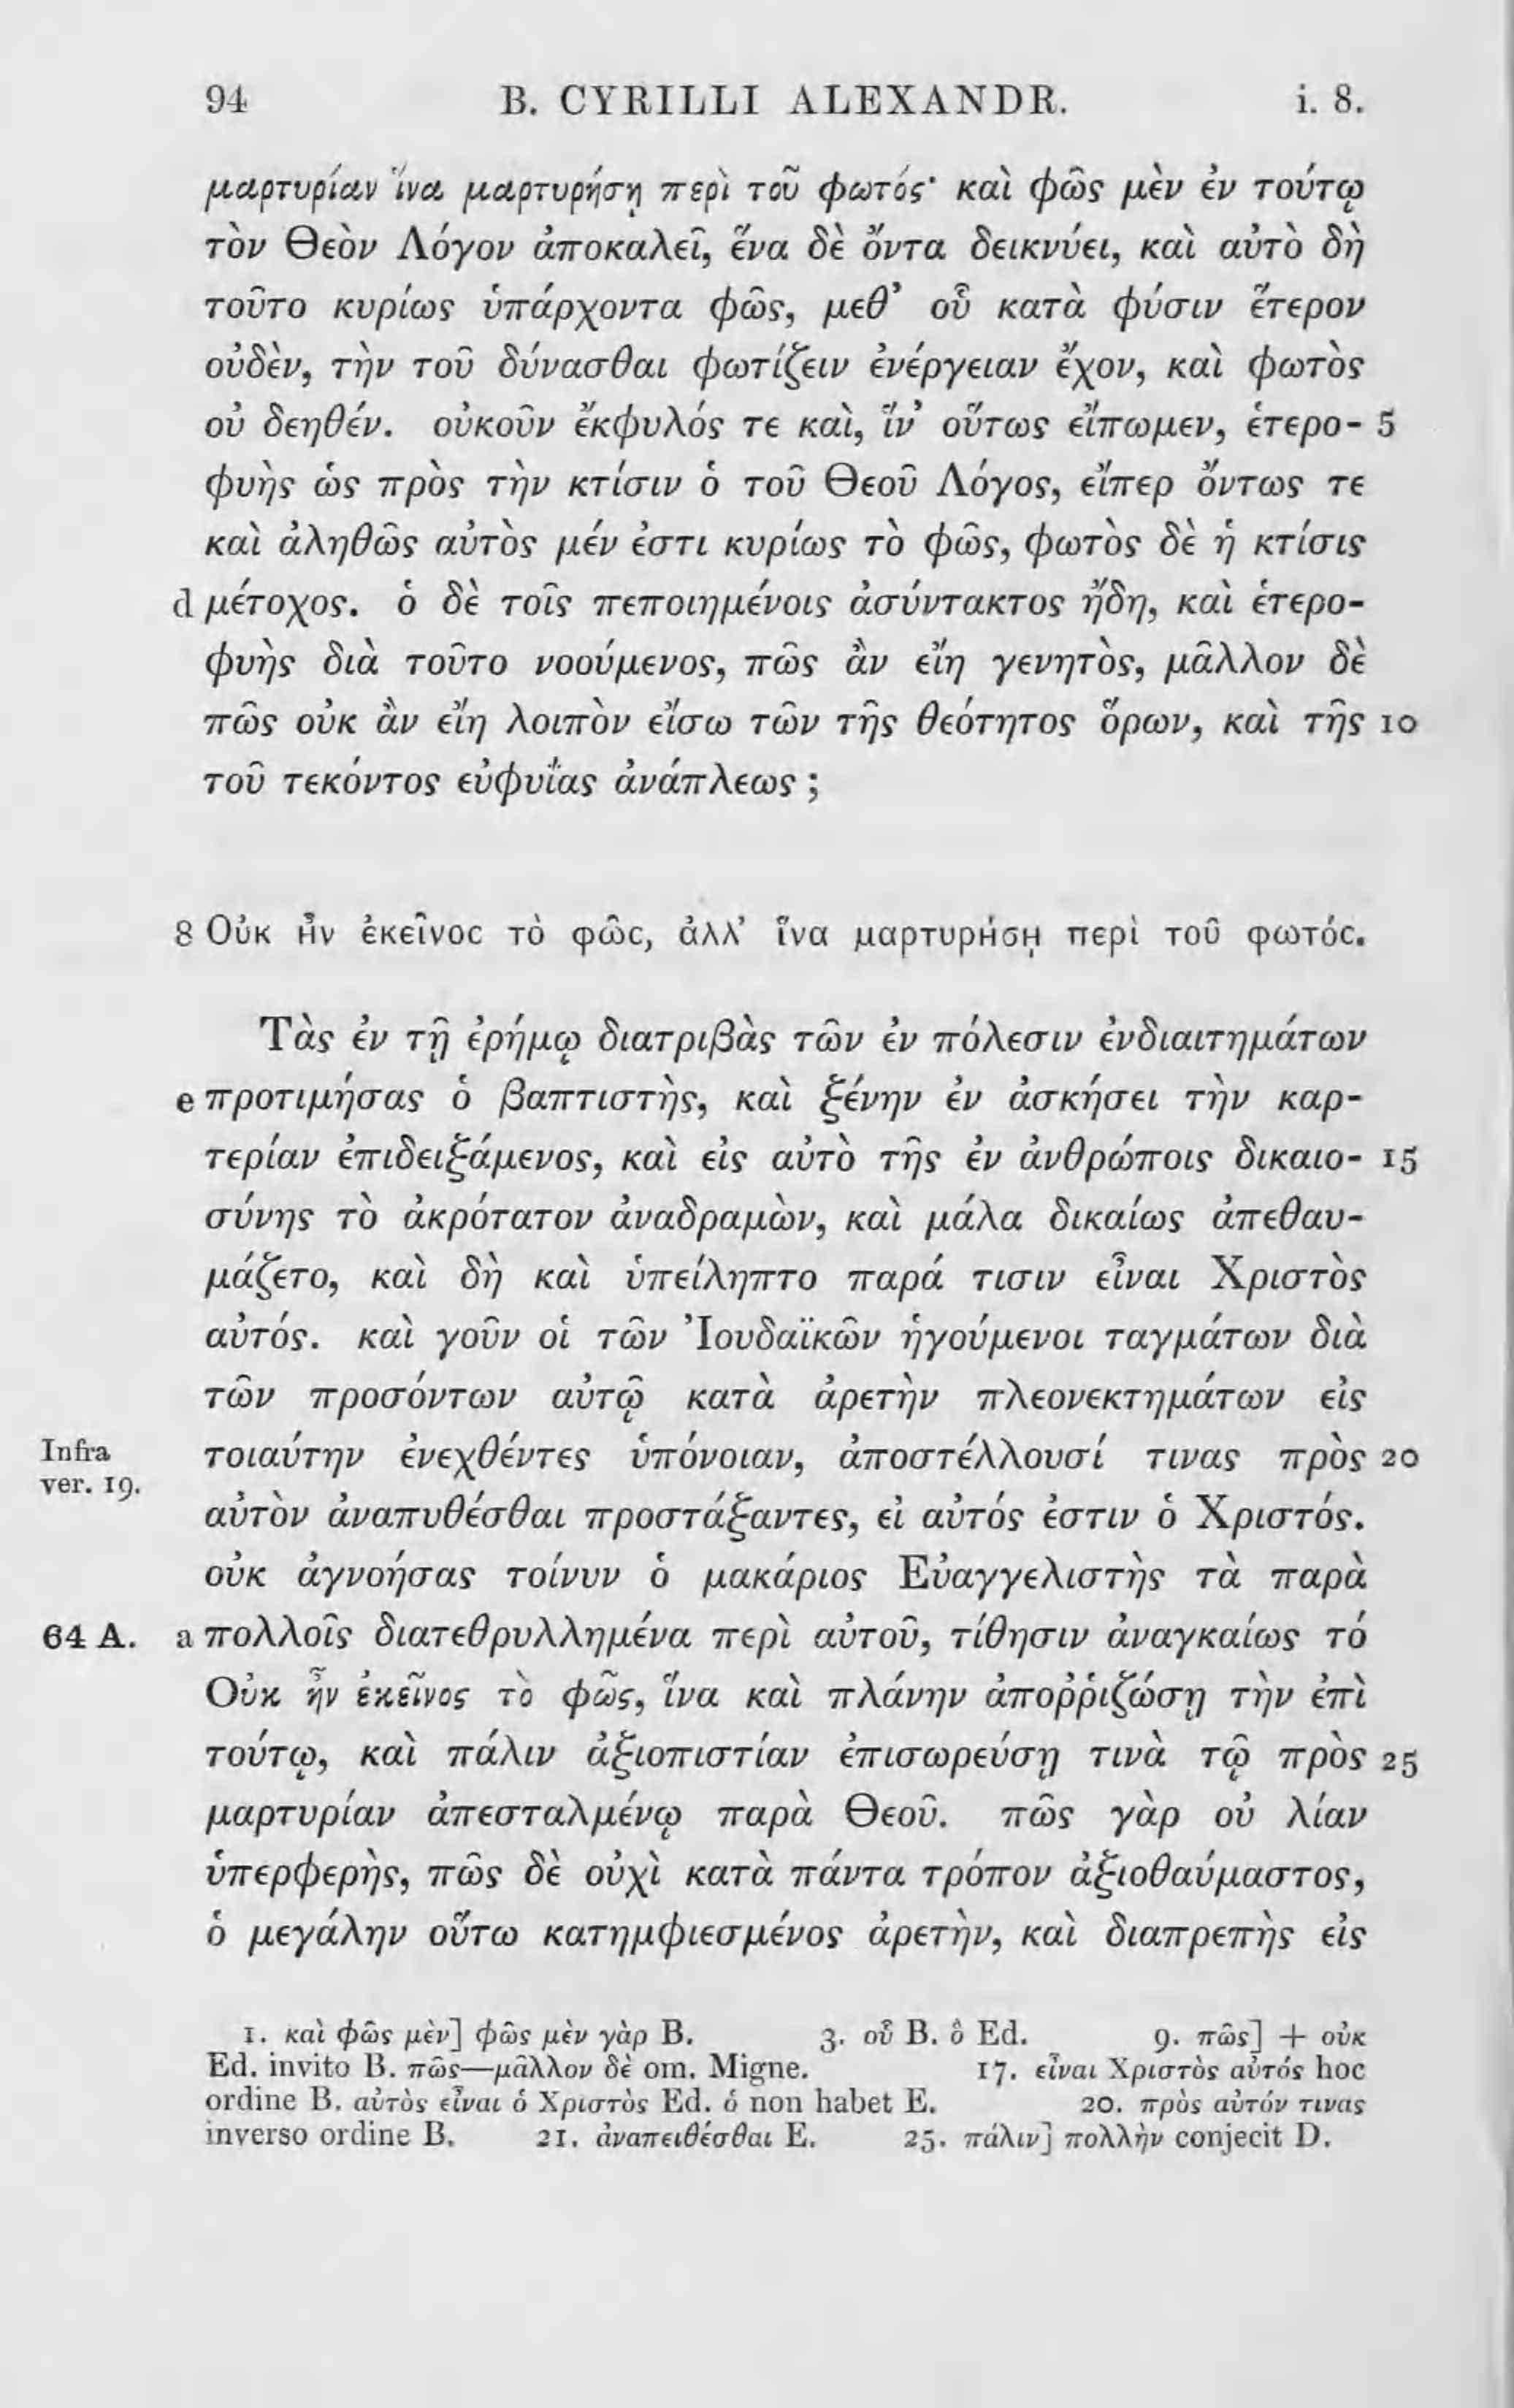 94 B. CYRILLI ALEXANDR. i. 8.
μαρτυρίαν ἵνα μαρτυρήσῃ περὶ τοῦ φωτός· καὶ φῶς μὲν ἐν τούτῳ
τὸν Θεὸν Λόγον ἀποκαλεῖ, ἕνα δὲ ὄντα δεικνύει, καὶ αὐτὸ δὴ
τοῦτο κυρίως ὑπάρχοντα φῶς, μεθ’ οὗ κατὰ φύσιν ἕτερον
οὐδὲν, τὴν τοῦ δύνασθαι φωτίζειν ἐνέργειαν ἔχον, καὶ φωτὸς
οὐ δεηθέν. οὐκοῦν ἔκφυλός τε καὶ, ἵν’ οὕτως εἴπωμεν, ἑτερο- 5
φυὴς ὡς πρὸς τὴν κτίσιν ὁ τοῦ Θεοῦ Λόγος, εἴπερ ὄντως τε
καὶ ἀληθῶς αὐτὸς μέν ἐστι κυρίως τὸ φῶς, φωτὸς δὲ ἡ κτίσις
d μέτοχος. ὁ δὲ τοῖς πεποιημένοις ἀσύντακτος ἤδη, καὶ ἑτερο-
φυὴς διὰ τοῦτο νοούμενος, πῶς ἂν εἴη γενητὸς, μᾶλλον δὲ
πῶς οὐκ ἂν εἴη λοιπὸν εἴσω τῶν τῆς θεότητος ὅρων, καὶ τῆς 10
τοῦ τεκόντος εὐφυΐας ἀνάπλεως ;
8 Οὐκ ἦν ἐκεῖνος τὸ φῶς, ἀλλ’ ἵνα μαρτυρήσῃ περὶ τοῦ φωτός.
Τὰς ἐν τῇ ἐρήμῳ διατριβὰς τῶν ἐν πόλεσιν ἐνδιαιτημάτων
e προτιμήσας ὁ βαπτιστὴς, καὶ ξένην ἐν ἀσκήσει τὴν καρ-
τερίαν ἐπιδειξάμενος, καὶ εἰς αὐτὸ τῆς ἐν ἀνθρώποις δικαιο- 15
σύνης τὸ ἀκρότατον ἀναδραμὼν, καὶ μάλα δικαίως ἀπεθαυ-
μάζετο, καὶ δὴ καὶ ὑπείληπτο παρά τισιν εἶναι Χριστὸς
αὐτός. καὶ γοῦν οἱ τῶν Ἰουδαϊκῶν ἡγούμενοι ταγμάτων διὰ
τῶν προσόντων αὐτῷ κατὰ ἀρετὴν πλεονεκτημάτων εἰς
Infra τοιαύτην ἐνεχθέντες ὑπόνοιαν, ἀποστέλλουσί τινας πρὸς 20
ver. 19.
αὐτὸν ἀναπυθέσθαι προστάξαντες, εἰ αὐτός ἐστιν ὁ Χριστός.
οὐκ ἀγνοήσας τοίνυν ὁ μακάριος Εὐαγγελιστὴς τὰ παρὰ
64 A. a πολλοῖς διατεθρυλλημένα περὶ αὐτοῦ, τίθησιν ἀναγκαίως τό
Οὐκ ἦν ἐκεῖνος τὸ φῶς, ἵνα καὶ πλάνην ἀποῤῥιζώσῃ τὴν ἐπὶ
τούτῳ, καὶ πάλιν ἀξιοπιστίαν ἐπισωρεύσῃ τινὰ τῷ πρὸς 25
μαρτυρίαν ἀπεσταλμένῳ παρὰ Θεοῦ. πῶς γὰρ οὐ λίαν
ὑπερφερὴς, πῶς δὲ οὐχὶ κατὰ πάντα τρόπον ἀξιοθαύμαστος,
ὁ μεγάλην οὕτω κατημφιεσμένος ἀρετὴν, καὶ διαπρεπὴς εἰς
1. καὶ φῶς μὲν] φῶς μὲν γὰρ B. 3. οὗ B. ὃ Ed. 9. πῶς] + οὐκ
Ed. invito B. πῶς—μᾶλλον δὲ om. Migne. 17. εἶναι Χριστὸς αὐτός hoc
ordine B. αὐτὸς εἶναι ὁ Χριστὸς Ed. ὁ non habet E. 20. πρὸς αὐτόν τινας
inverso ordine B. 21. ἀναπειθέσθαι E. 25. πάλιν] πολλὴν conjecit D.